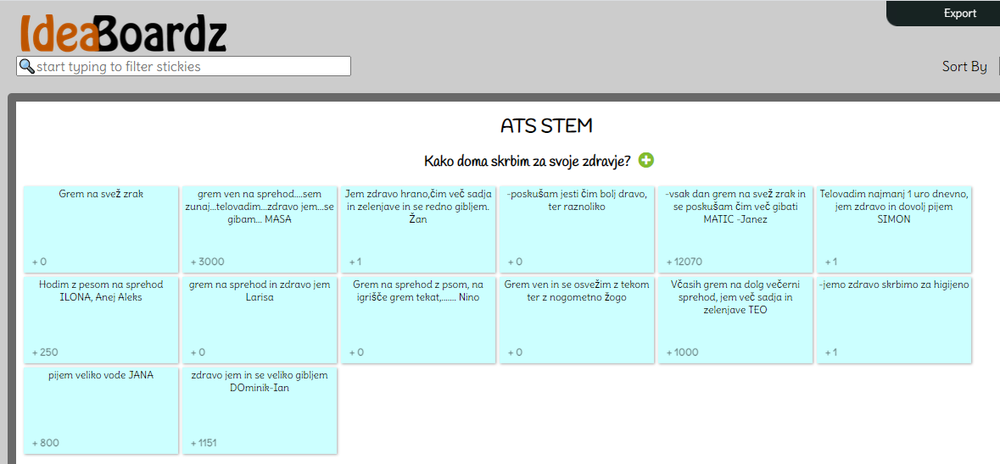 Export
IdeaBoardz
start typing to filter stickies
Sort By
ATS STEM
Kako doma skrbim za svoje zdravje?
Grem na svež zrak
+ 0
grem ven na sprehod....sem
zunaj...telovadim...zdravo jem...se
gibam... MASA
+ 3000
Jem zdravo hrano,čim več sadja
in zelenjave in se redno gibljem.
Žan
+ 1
-poskušam jesti čim bolj dravo,
ter raznoliko
+ 0
-vsak dan grem na svež zrak in
se poskušam čim več gibati
MATIC -Janez
+ 12070
Telovadim najmanj 1 uro dnevno,
jem zdravo in dovolj pijem
SIMON
+ 1
Hodim z pesom na sprehod
ILONA, Anej Aleks
+ 250
grem na sprehod in zdravo jem
Larisa
+ 0
Grem na sprehod z psom, na
igrišče grem tekat,....... Nino
+ 0
Grem ven in se osvežim z tekom
ter z nogometno žogo
+ 0
Včasih grem na dolg večerni
sprehod, jem več sadja in
zelenjave TEO
+ 1000
-jemo zdravo skrbimo za higijeno
+ 1
pijem veliko vode JANA
+ 800
zdravo jem in se veliko gibljem
DOminik-Ian
+ 1151